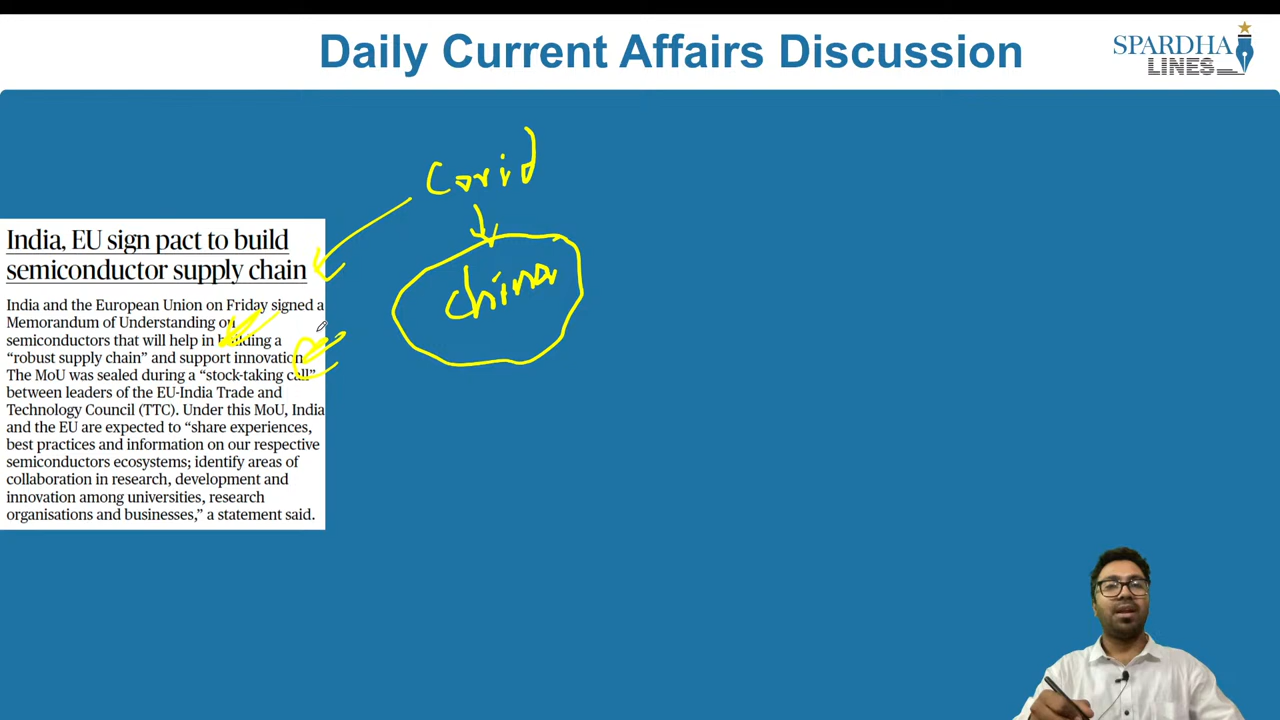 Daily Current Affairs Discussion
SPARDHA
LINES
Covid
China
India, EU sign pact to build
semiconductor supply chain
India and the European Union on Friday signed a
Memorandum of Understanding on
semiconductors that will help in building a
“robust supply chain” and support innovation.
The MoU was sealed during a “stock-taking call”
between leaders of the EU-India Trade and
Technology Council (TTC). Under this MoU, India
and the EU are expected to “share experiences,
best practices and information on our respective
semiconductors ecosystems; identify areas of
collaboration in research, development and
innovation among universities, research
organisations and businesses,” a statement said.